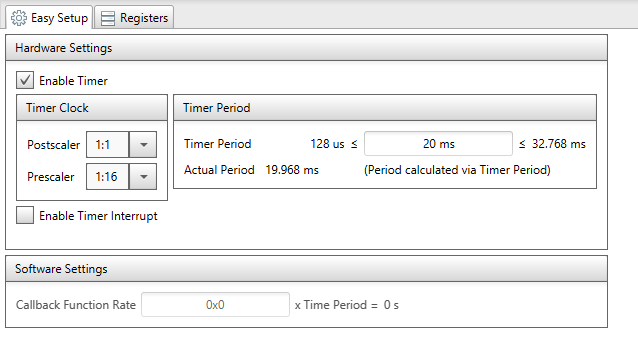 Easy Setup Registers
Hardware Settings
Enable Timer
Timer Clock
Postscaler 1:1
Prescaler 1:16
Timer Period
Timer Period 128 us ≤ 20 ms ≤ 32.768 ms
Actual Period 19.968 ms (Period calculated via Timer Period)
Enable Timer Interrupt
Software Settings
Callback Function Rate 0x0 x Time Period = 0 s